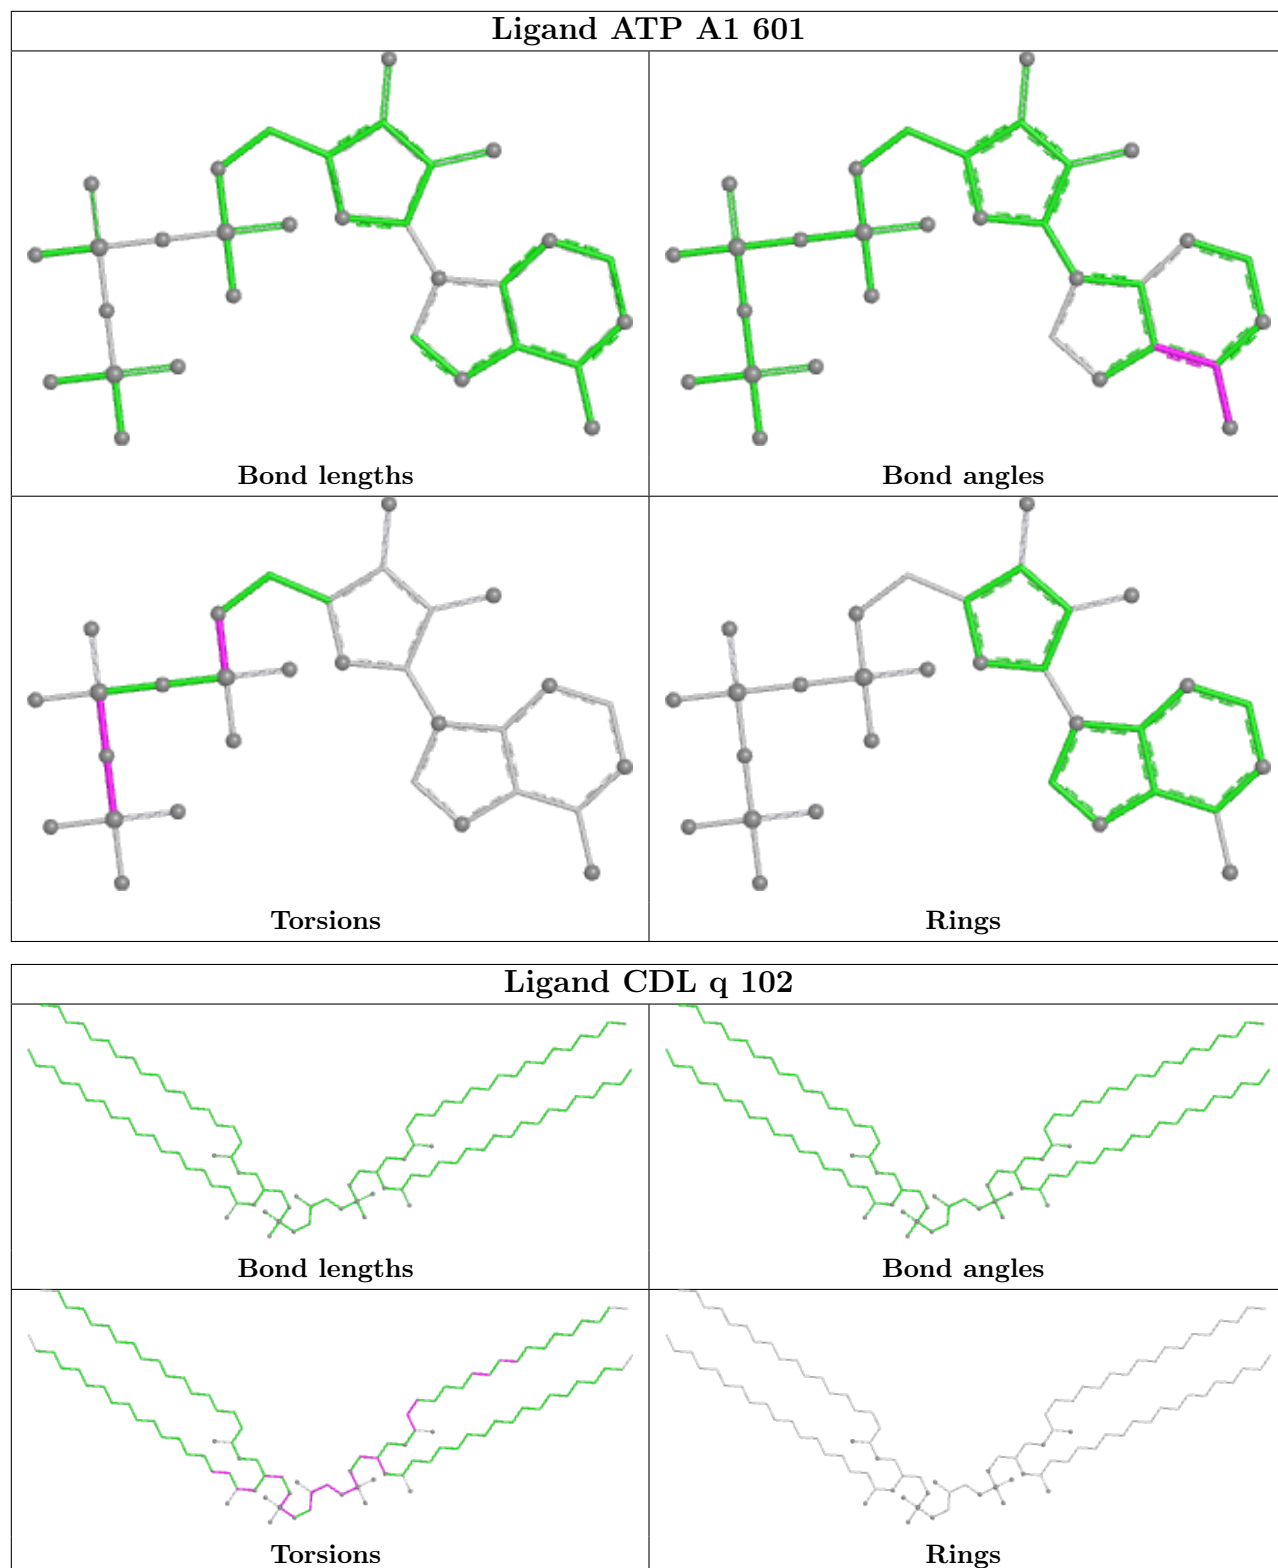 Ligand ATP A1 601
Bond lengths
Bond angles
Torsions
Rings
Ligand CDL q 102
Bond lengths
Bond angles
Torsions
Rings